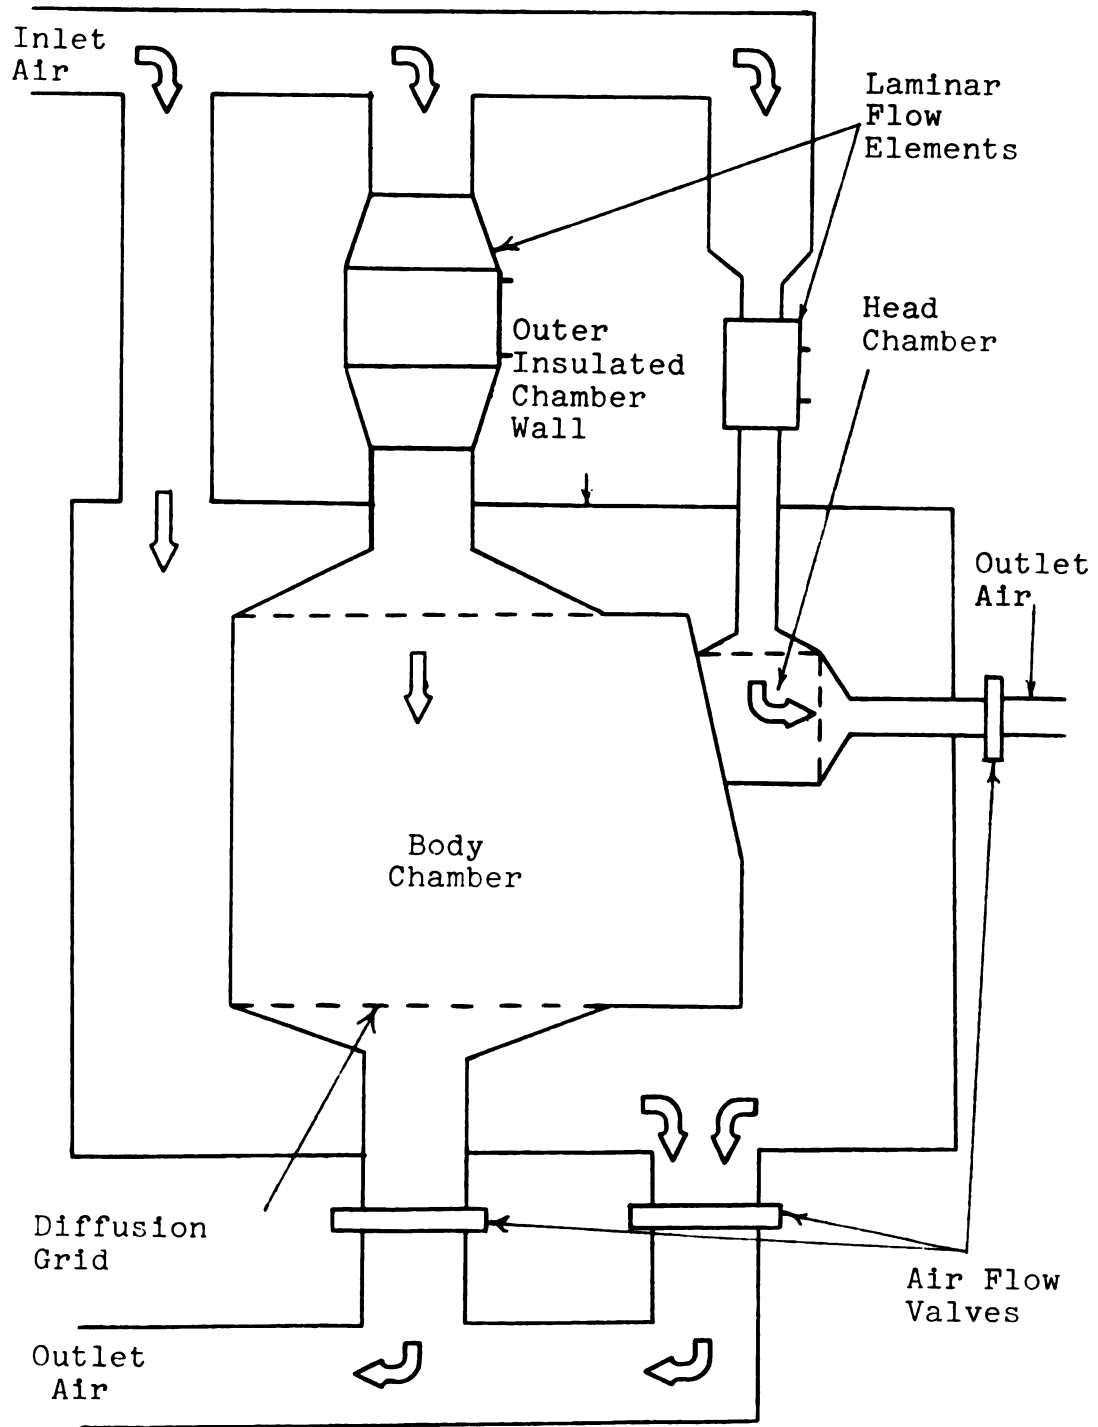 Inlet
Air
Laminar
Flow
Elements
Head
Chamber
Outer
Insulated
Chamber
Wall
Outlet
Air
Body
Chamber
Diffusion
Grid
Air Flow
Valves
Outlet
Air